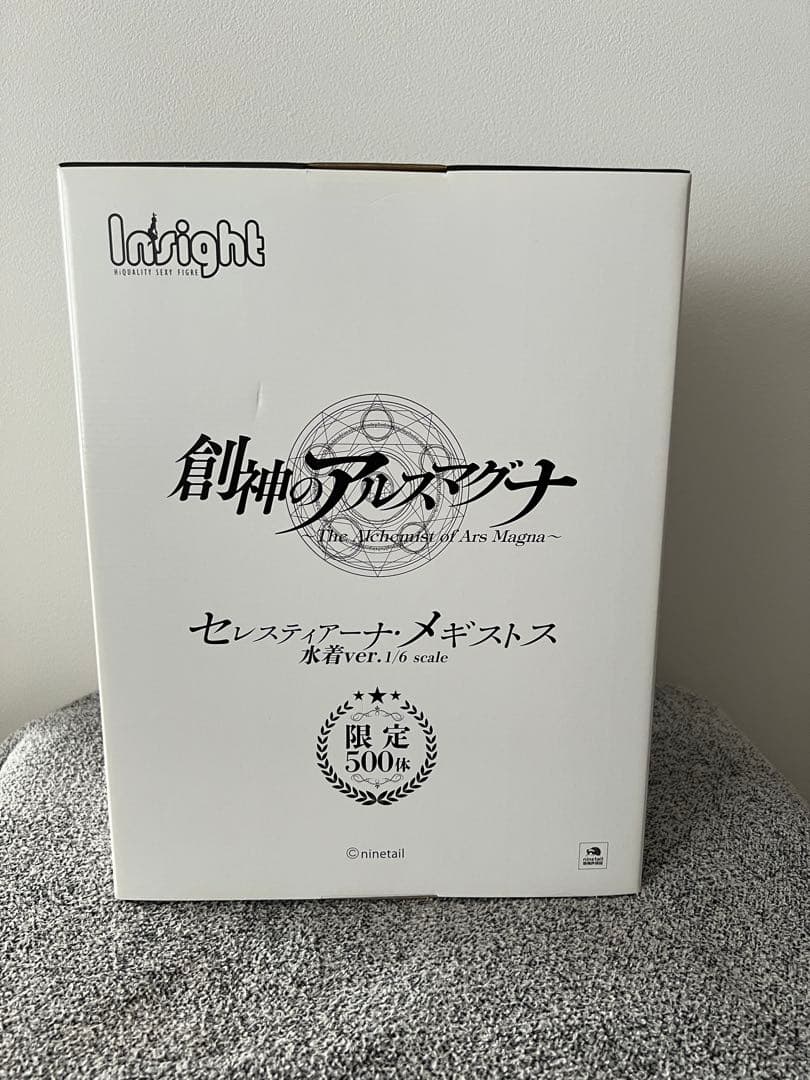 Insight
HiQUALITY SEXY FIGRE
創神のアルスマグナ
~The Alchemist of Ars Magna~
セレスティアーナ・メギストス
水着ver.1/6 scale
限定
500体
©ninetail
ninetail